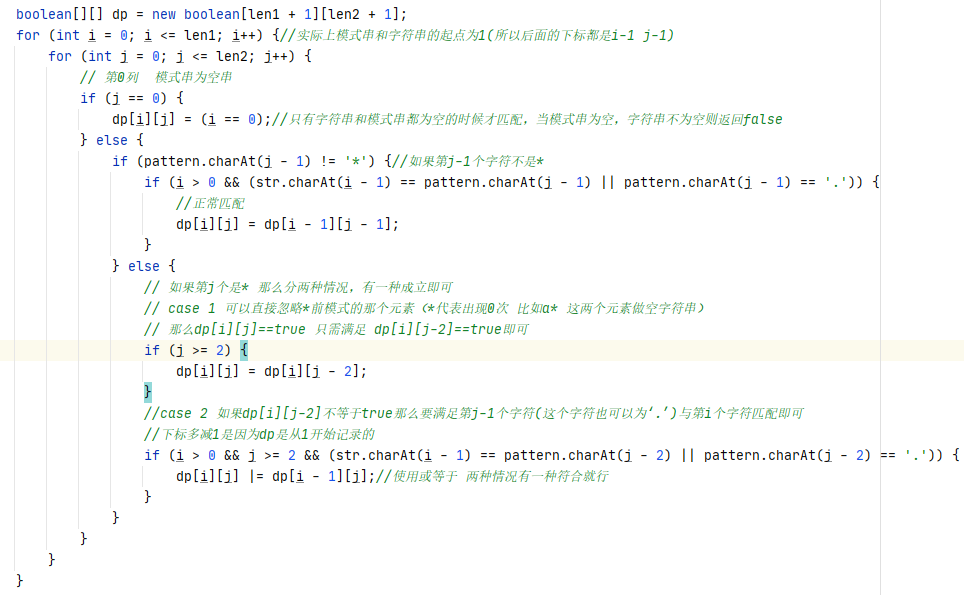 boolean[][] dp = new boolean[len1 + 1][len2 + 1];
for (int i = 0; i <= len1; i++) {//实际上模式串和字符串的起点为1(所以后面的下标都是i-1 j-1)
for (int j = 0; j <= len2; j++) {
// 第0列  模式串为空串
if (j == 0) {
dp[i][j] = (i == 0);//只有字符串和模式串都为空的时候才匹配，当模式串为空，字符串不为空则返回false
} else {
if (pattern.charAt(j - 1) != '*') {//如果第j-1个字符不是*
if (i > 0 && (str.charAt(i - 1) == pattern.charAt(j - 1) || pattern.charAt(j - 1) == '.')) {
//正常匹配
dp[i][j] = dp[i - 1][j - 1];
}
} else {
// 如果第j个是* 那么分两种情况，有一种成立即可
// case 1 可以直接忽略*前模式的那个元素（*代表出现0次 比如a* 这两个元素做空字符串）
// 那么dp[i][j]==true 只需满足 dp[i][j-2]==true即可
if (j >= 2) {
dp[i][j] = dp[i][j - 2];
}
//case 2 如果dp[i][j-2]不等于true那么要满足第j-1个字符(这个字符也可以为‘.’)与第i个字符匹配即可
//下标多减1是因为dp是从1开始记录的
if (i > 0 && j >= 2 && (str.charAt(i - 1) == pattern.charAt(j - 2) || pattern.charAt(j - 2) == '.')) {
dp[i][j] |= dp[i - 1][j];//使用或等于 两种情况有一种符合就行
}
}
}
}
}